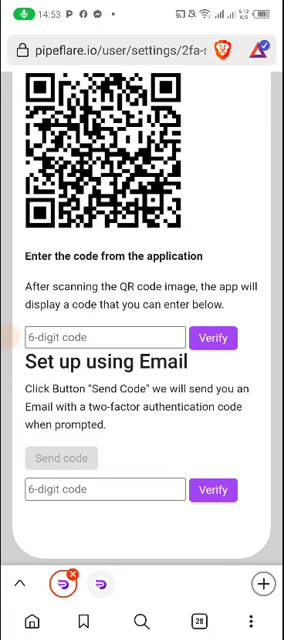 14:53
6.12 K/S
pipeflare.io/user/settings/2fa-s
Enter the code from the application
After scanning the QR code image, the app will
display a code that you can enter below.
6-digit code
Verify
Set up using Email
Click Button "Send Code" we will send you an
Email with a two-factor authentication code
when prompted.
Send code
6-digit code
Verify
28